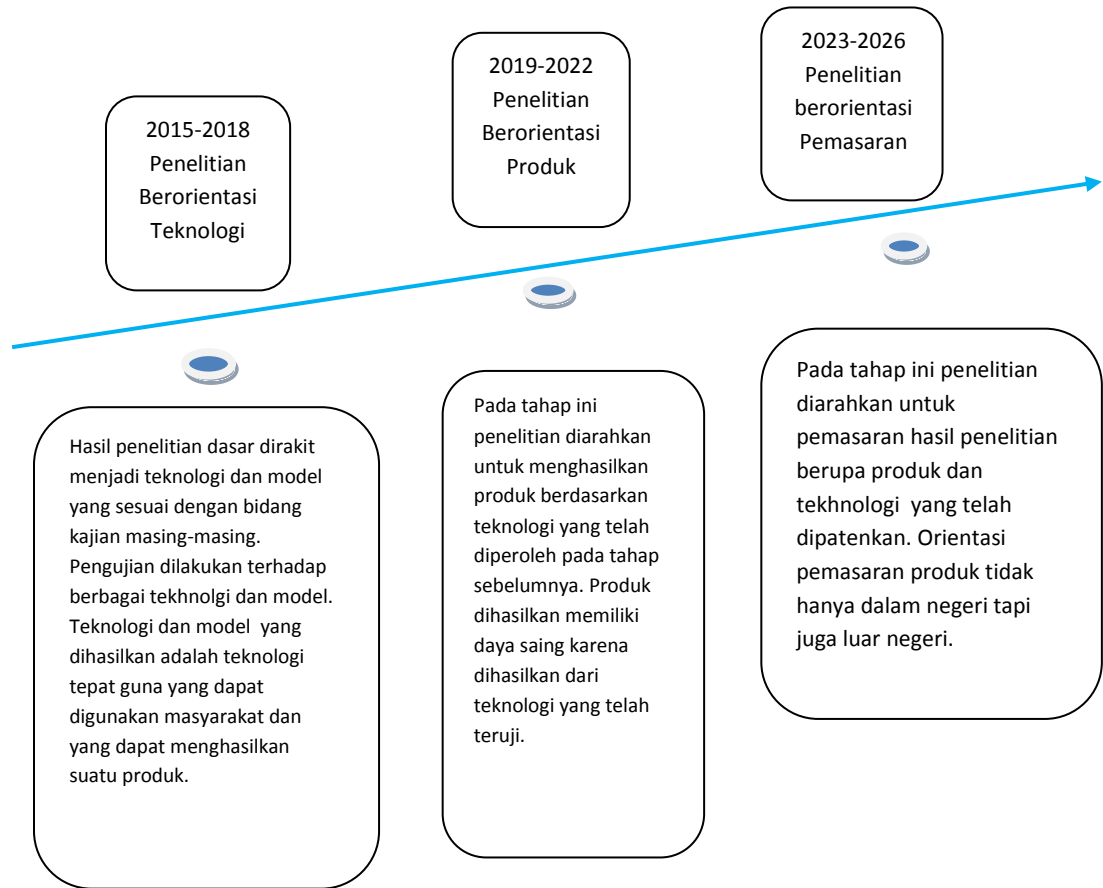 2015-2018
Penelitian
Berorientasi
Teknologi
2019-2022
Penelitian
Berorientasi
Produk
2023-2026
Penelitian
berorientasi
Pemasaran
Hasil penelitian dasar dirakit
menjadi teknologi dan model
yang sesuai dengan bidang
kajian masing-masing.
Pengujian dilakukan terhadap
berbagai tekhnolgi dan model.
Teknologi dan model yang
dihasilkan adalah teknologi
tepat guna yang dapat
digunakan masyarakat dan
yang dapat menghasilkan
suatu produk.
Pada tahap ini
penelitian diarahkan
untuk menghasilkan
produk berdasarkan
teknologi yang telah
diperoleh pada tahap
sebelumnya. Produk
dihasilkan memiliki
daya saing karena
dihasilkan dari
teknologi yang telah
teruji.
Pada tahap ini penelitian
diarahkan untuk
pemasaran hasil penelitian
berupa produk dan
tekhnologi yang telah
dipatenkan. Orientasi
pemasaran produk tidak
hanya dalam negeri tapi
juga luar negeri.